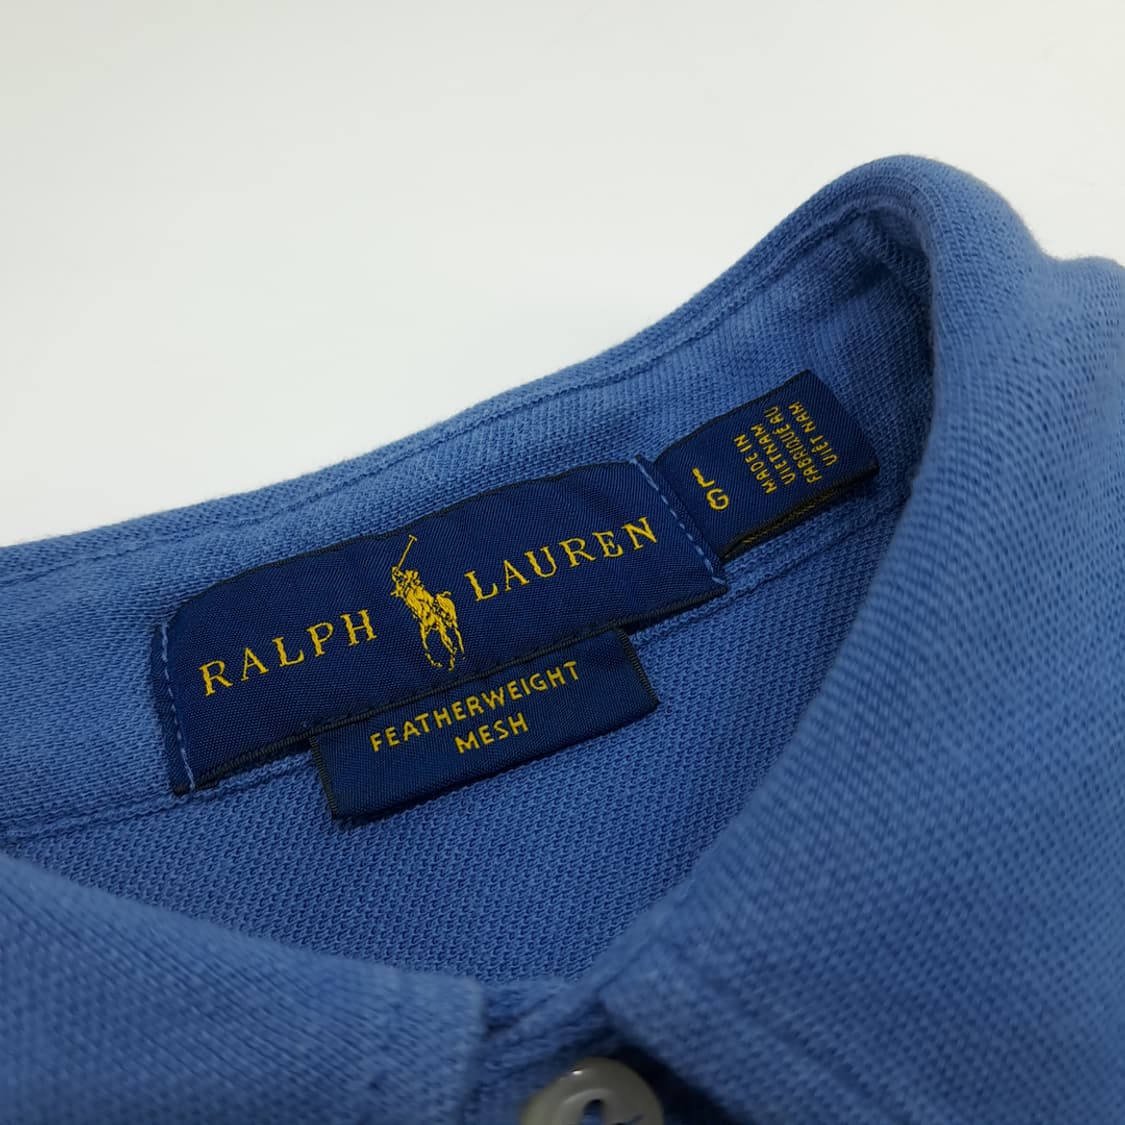 RALPH LAUREN
FEATHERWEIGHT
MESH
L
G
MADE IN
VIETNAM
FABRIQUÉ AU
VIET NAM